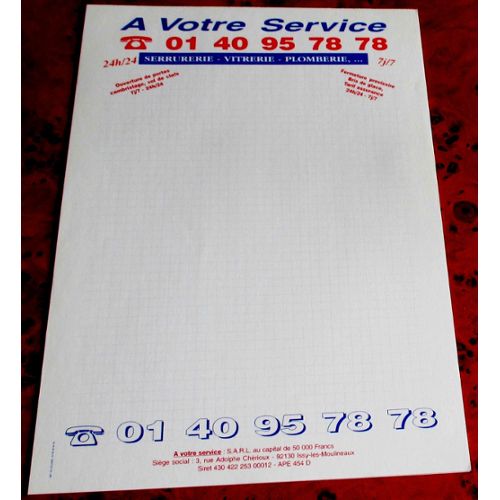 A Votre Service
☎ 01 40 95 78 78
24h/24 SERRURERIE - VITRERIE - PLOMBERIE, ... 7j/7
Ouverture de portes
cambriolage, vol de clefs
7j/7 - 24h/24
Fermeture provisoire
Bris de glace,
Tarif assurance
24h/24 - 7j/7
☎ 01 40 95 78 78
A votre service : S.A.R.L. au capital de 50 000 Francs
Siège social : 3, rue Adolphe Chérioux - 92130 Issy-les-Moulineaux
Siret 430 422 253 00012 - APE 454 D